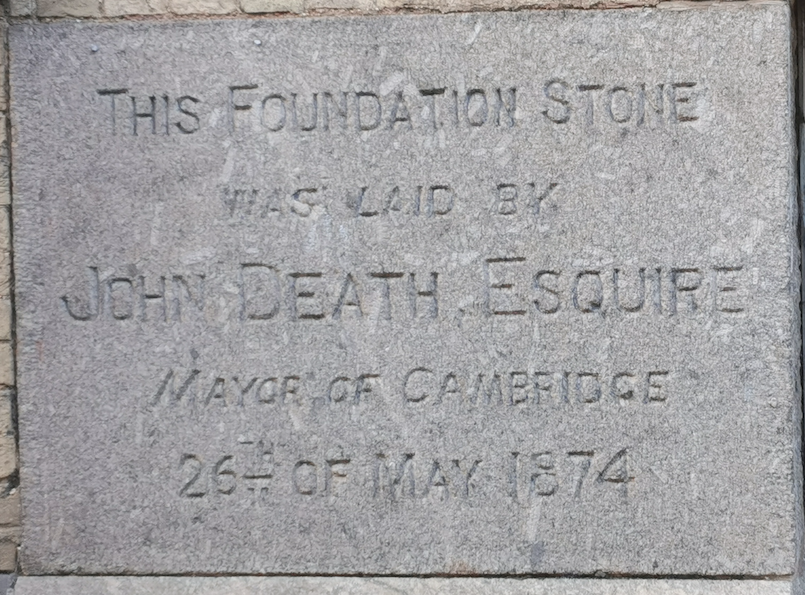 THIS FOUNDATION STONE
WAS LAID BY
JOHN DEATH, ESQUIRE
MAYOR OF CAMBRIDGE
26TH OF MAY 1874